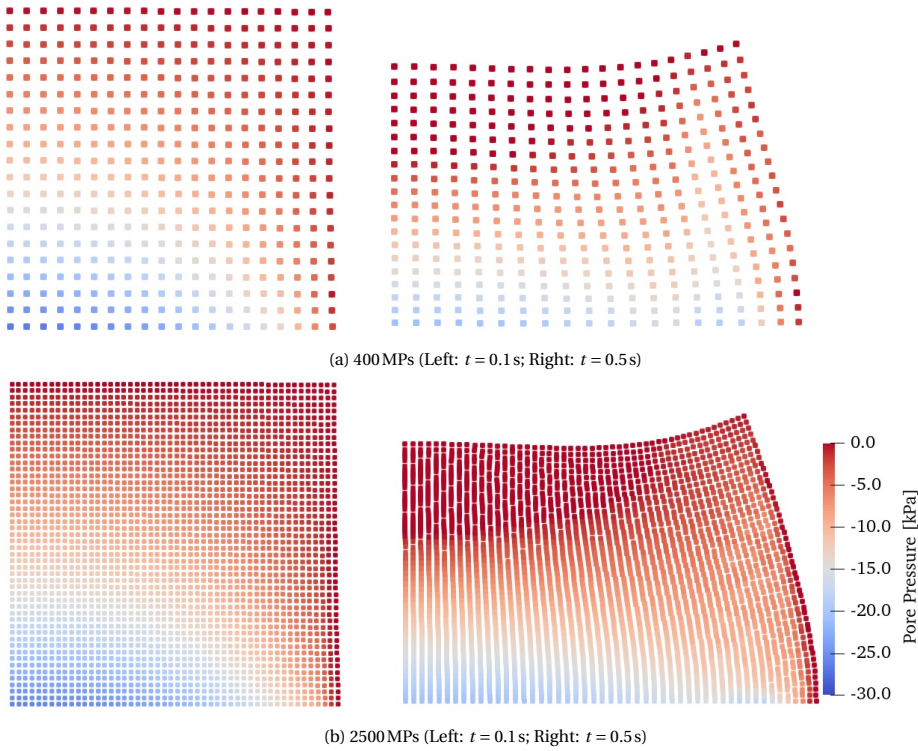 (a) 400 MPs (Left: t = 0.1 s; Right: t = 0.5 s)
0.0
-5.0
-10.0
-15.0
-20.0
-25.0
-30.0
Pore Pressure [kPa]
(b) 2500 MPs (Left: t = 0.1 s; Right: t = 0.5 s)